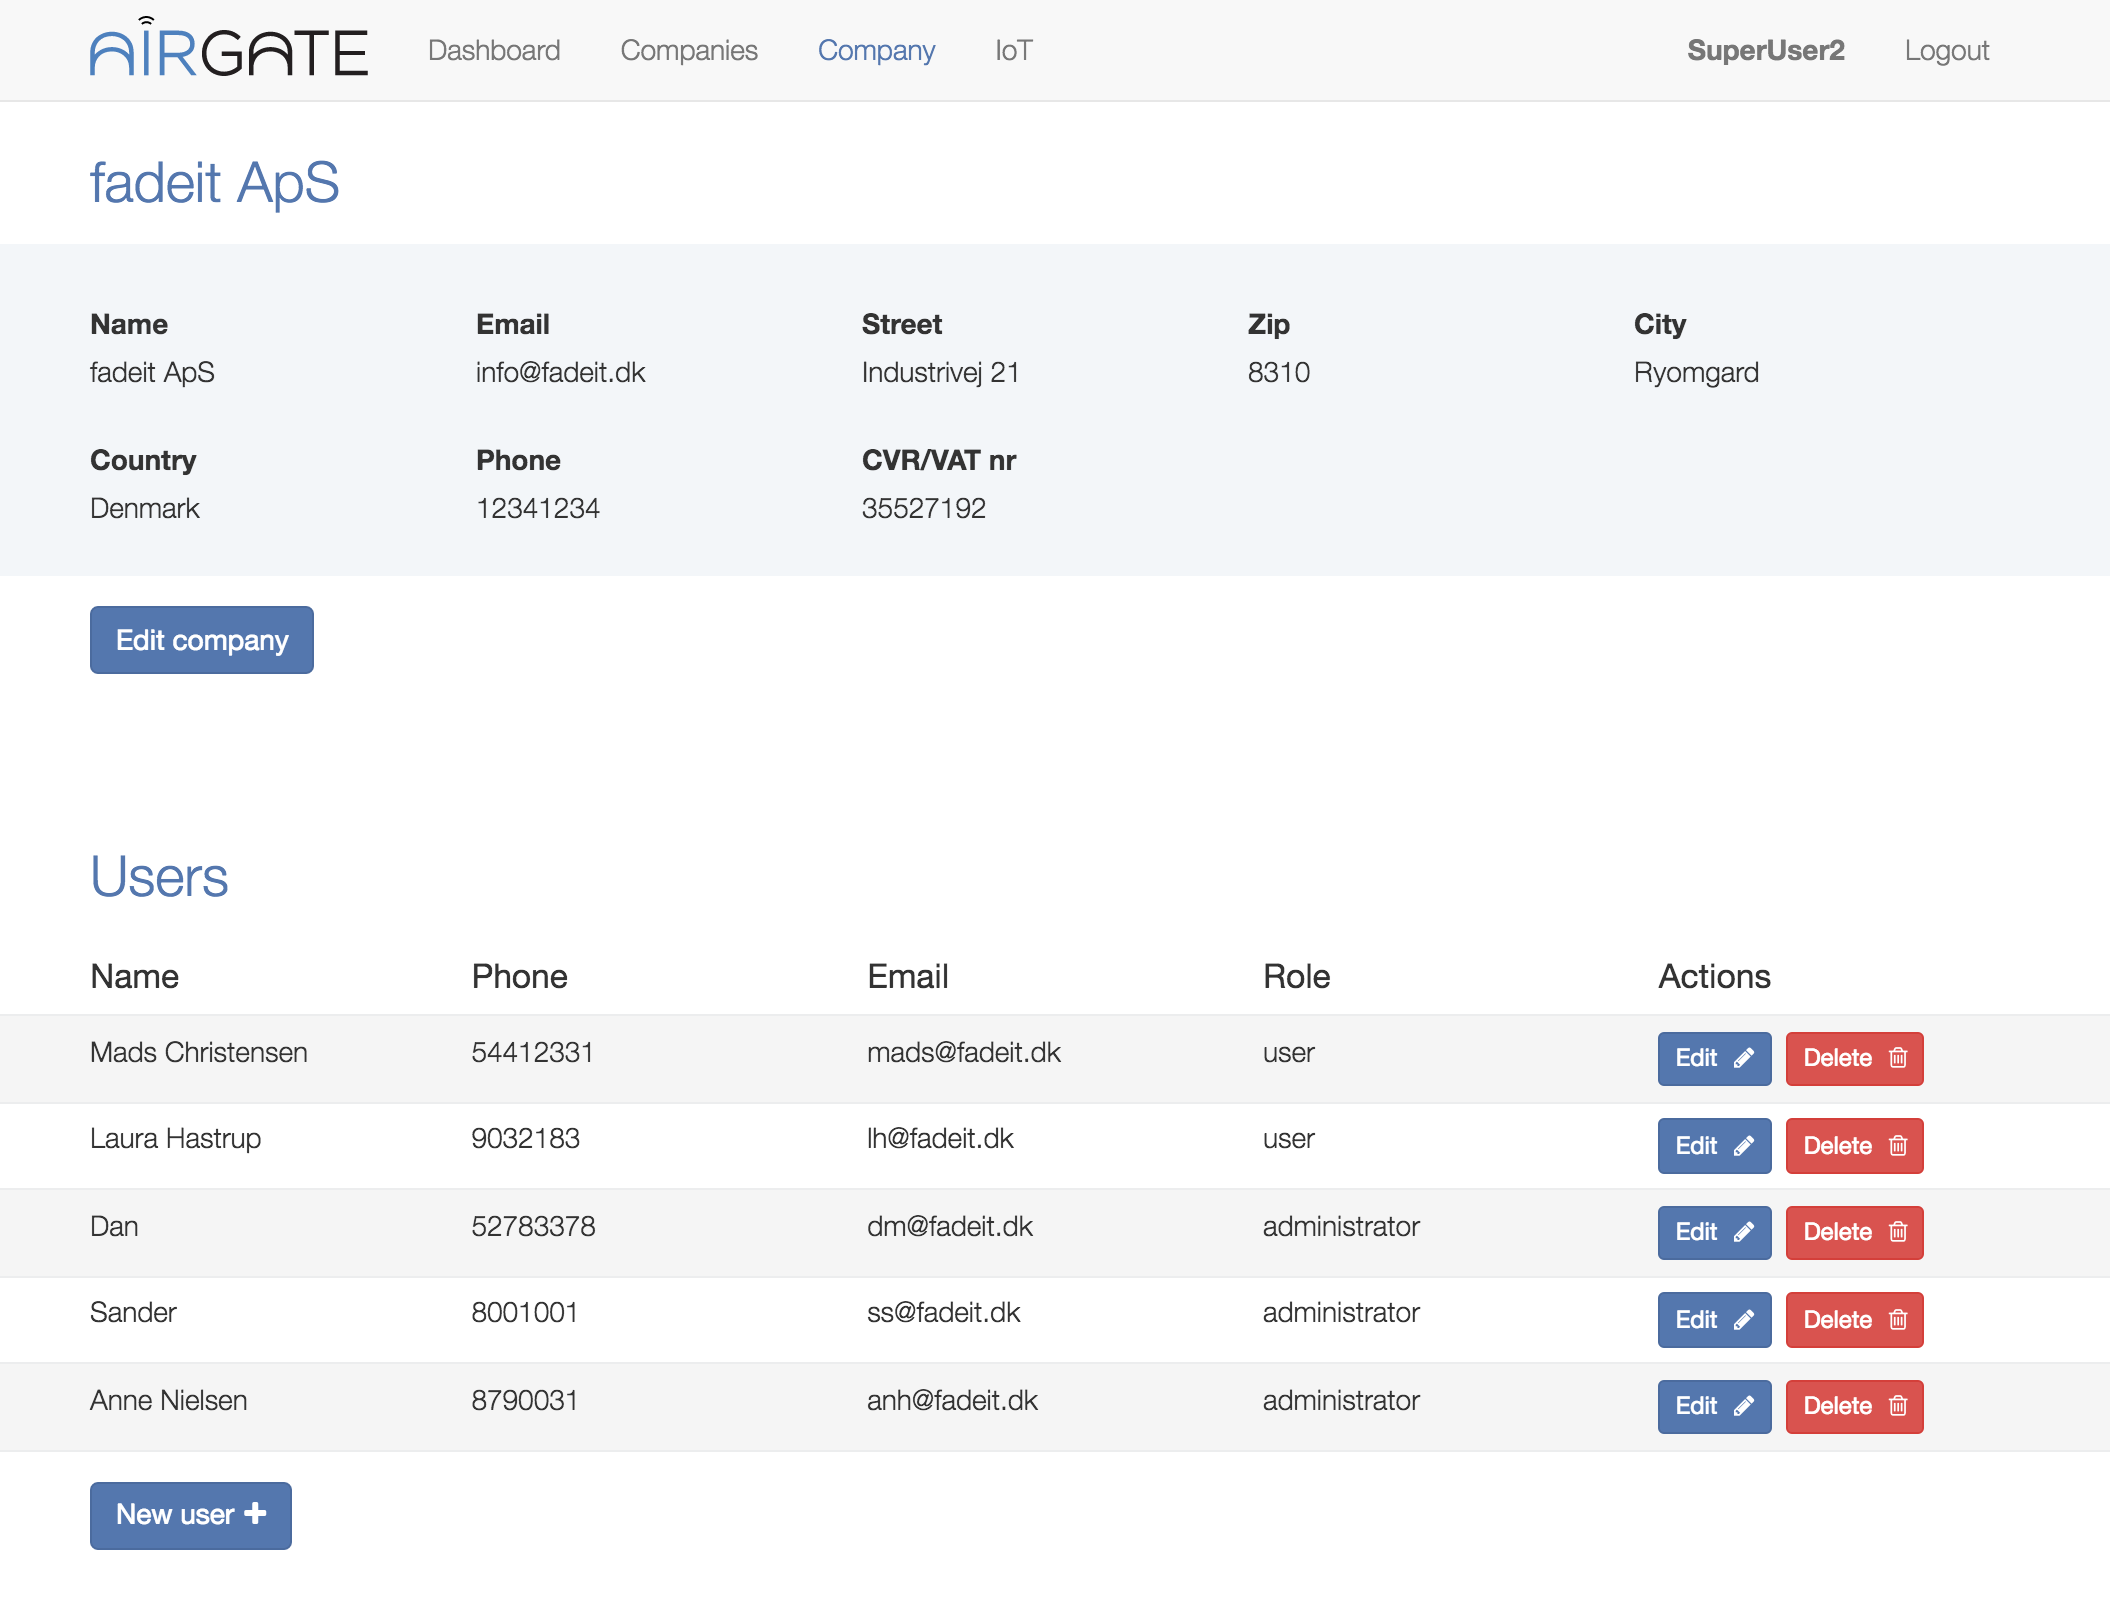 AIRGATE Dashboard Companies Company IoT SuperUser2 Logout
fadeit ApS
Name Email Street Zip City
fadeit ApS info@fadeit.dk Industrivej 21 8310 Ryomgard
Country Phone CVR/VAT nr
Denmark 12341234 35527192
Edit company
Users
Name Phone Email Role Actions
Mads Christensen 54412331 mads@fadeit.dk user Edit Delete
Laura Hastrup 9032183 lh@fadeit.dk user Edit Delete
Dan 52783378 dm@fadeit.dk administrator Edit Delete
Sander 8001001 ss@fadeit.dk administrator Edit Delete
Anne Nielsen 8790031 anh@fadeit.dk administrator Edit Delete
New user